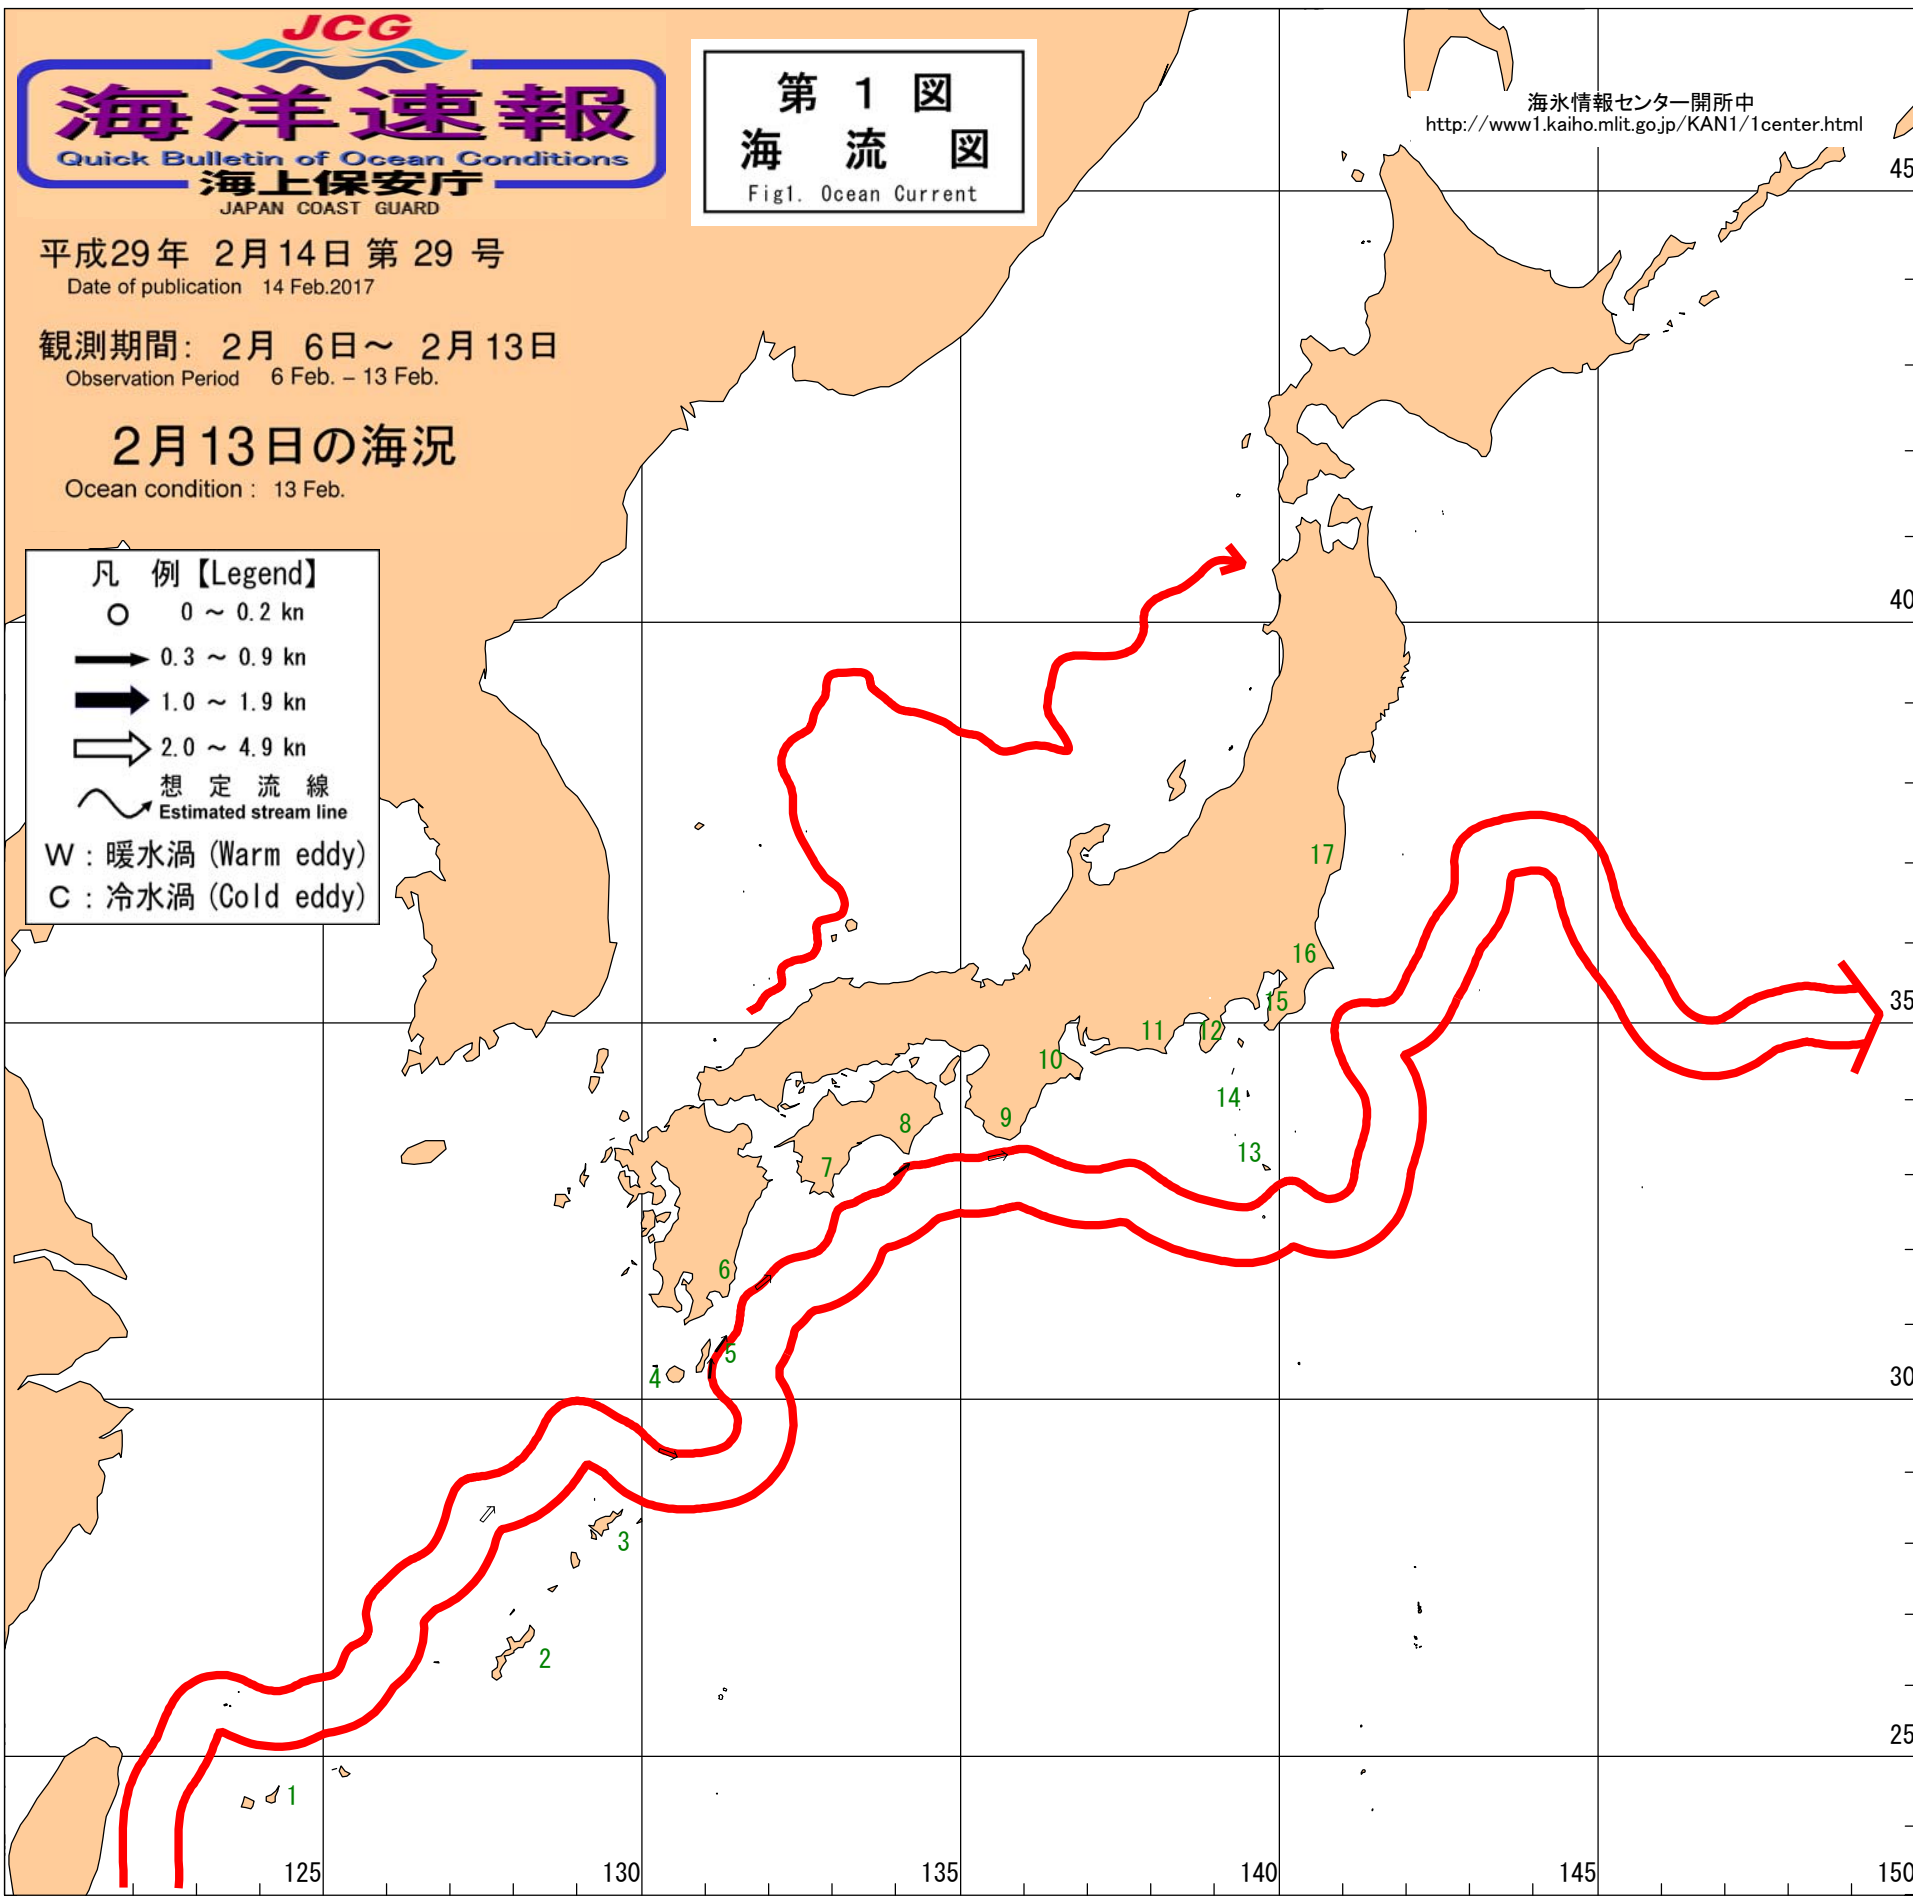 JCG
海洋速報
Quick Bulletin of Ocean Conditions
海上保安庁
JAPAN COAST GUARD
第 1 図
海 流 図
Fig1. Ocean Current
海氷情報センター開所中
http://www1.kaiho.mlit.go.jp/KAN1/1center.html
平成29年 2月14日 第 29 号
Date of publication 14 Feb.2017
観測期間: 2月 6日～ 2月13日
Observation Period 6 Feb. – 13 Feb.
2月13日の海況
Ocean condition : 13 Feb.
凡 例【Legend】
0 ～ 0.2 kn
0.3 ～ 0.9 kn
1.0 ～ 1.9 kn
2.0 ～ 4.9 kn
想 定 流 線
Estimated stream line
W : 暖水渦 (Warm eddy)
C : 冷水渦 (Cold eddy)
45
40
17
16
35
15
11
12
10
14
9
8
13
7
6
5
4
30
3
2
25
1
125
130
135
140
145
150